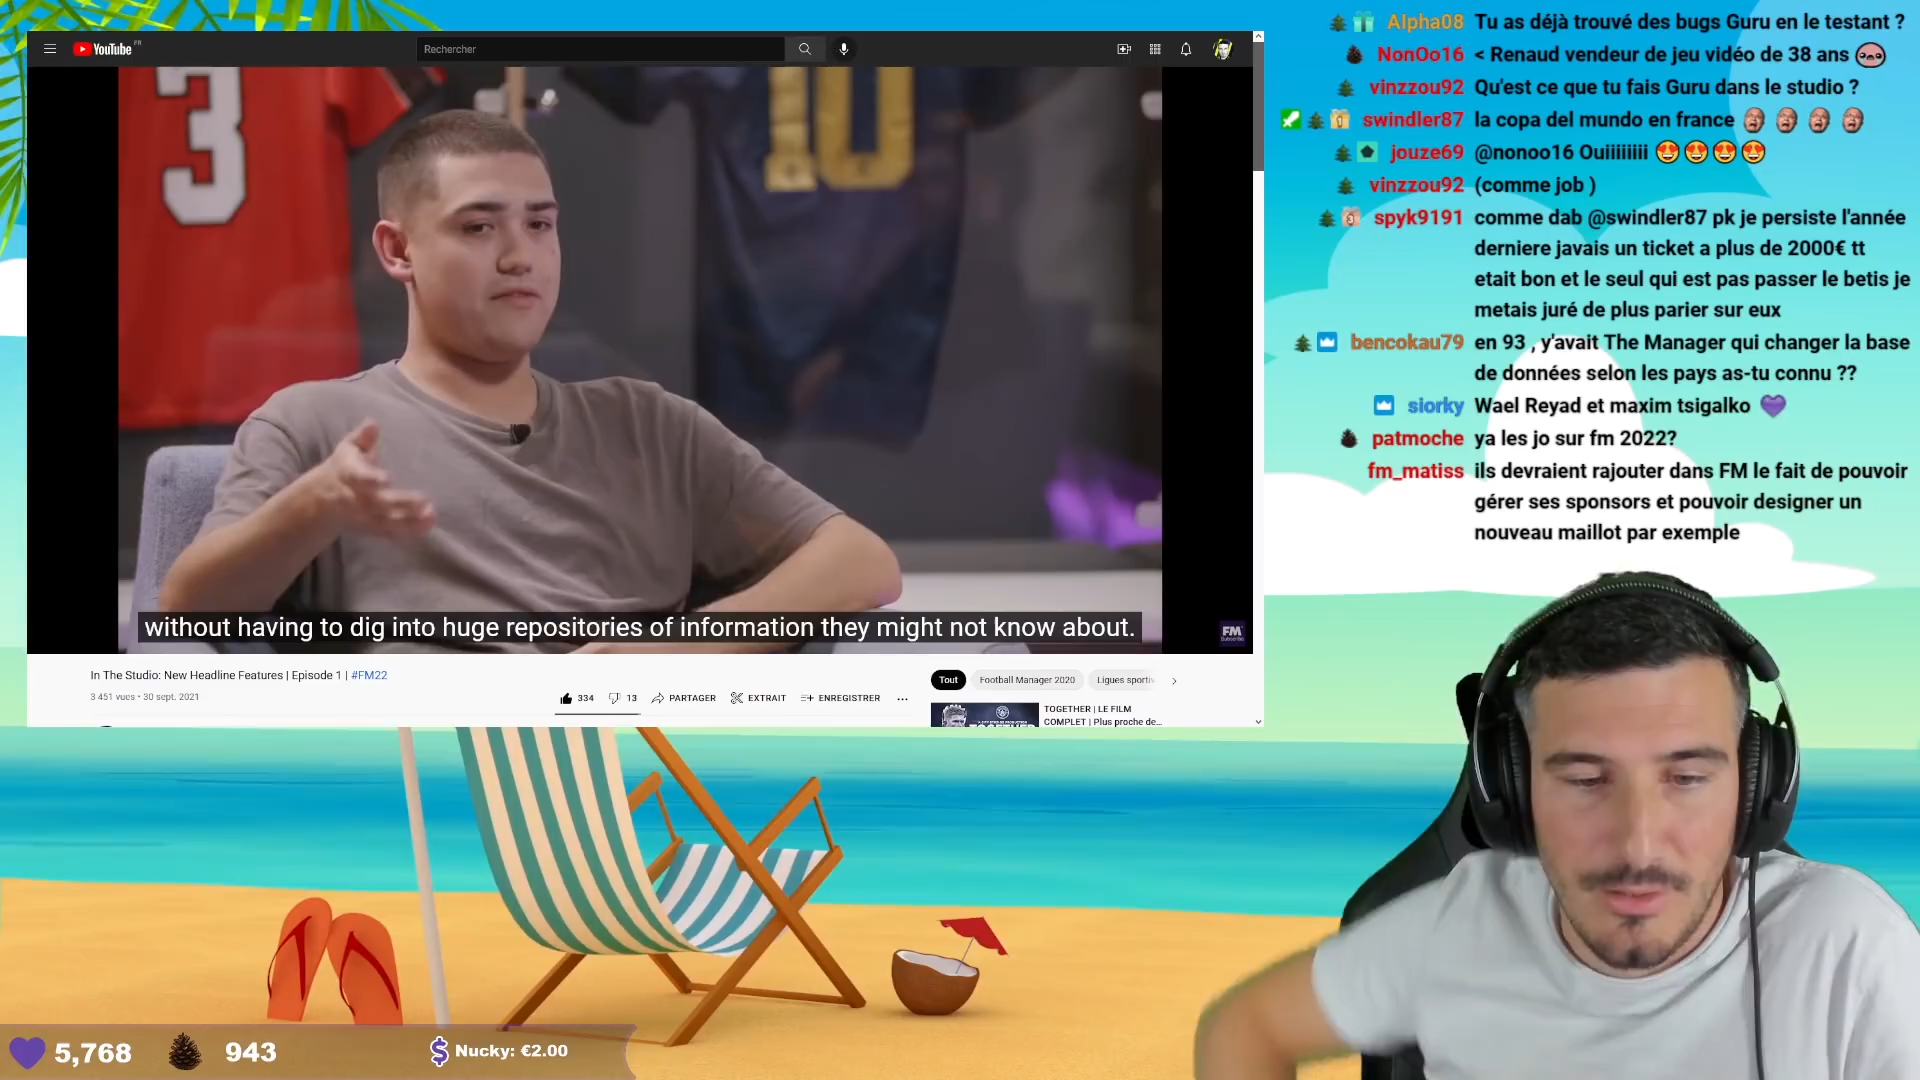 YouTube FR
Rechercher
3
10
without having to dig into huge repositories of information they might not know about.
FM
In The Studio: New Headline Features | Episode 1 | #FM22
3 451 vues • 30 sept. 2021
334
13
PARTAGER
EXTRAIT
ENREGISTRER
Tout
Football Manager 2020
Ligues sportiv
TOGETHER | LE FILM
COMPLET | Plus proche de...
Alpha08 Tu as déjà trouvé des bugs Guru en le testant ?
NonOo16 < Renaud vendeur de jeu vidéo de 38 ans
vinzzou92 Qu'est ce que tu fais Guru dans le studio ?
swindler87 la copa del mundo en france
jouze69 @nonoo16 Ouiiiiiiii 😍 😍 😍 😍
vinzzou92 (comme job )
spyk9191 comme dab @swindler87 pk je persiste l'année
derniere javais un ticket a plus de 2000€ tt
etait bon et le seul qui est pas passer le betis je
metais juré de plus parier sur eux
bencokau79 en 93 , y'avait The Manager qui changer la base
de données selon les pays as-tu connu ??
siorky Wael Reyad et maxim tsigalko 💜
patmoche ya les jo sur fm 2022?
fm_matiss ils devraient rajouter dans FM le fait de pouvoir
gérer ses sponsors et pouvoir designer un
nouveau maillot par exemple
5,768
943
$ Nucky: €2.00